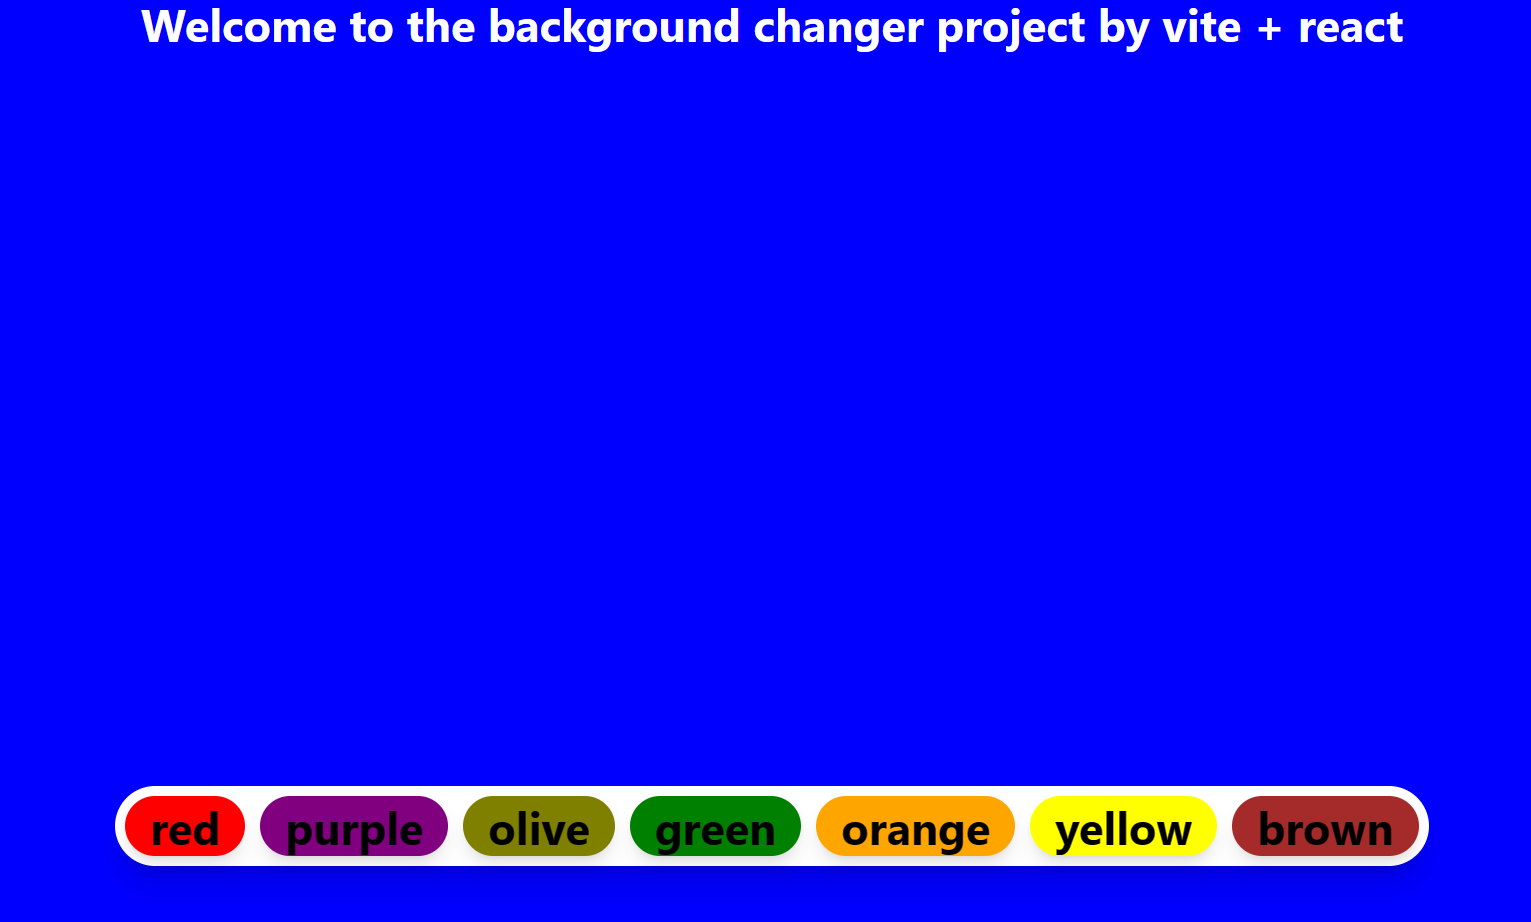 Welcome to the background changer project by vite + react
red purple olive green orange yellow brown